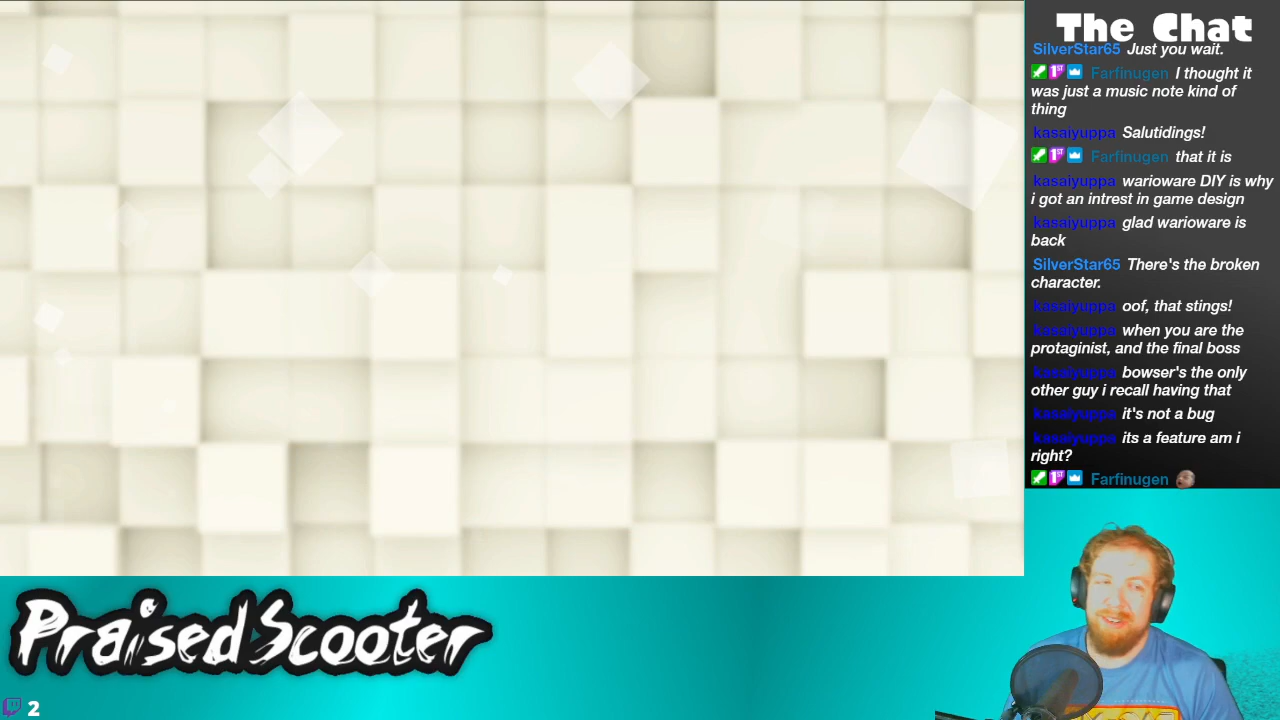 The Chat
SilverStar65 Just you wait.
1ST Farfinugen I thought it
was just a music note kind of
thing
kasaiyuppa Salutidings!
1ST Farfinugen that it is
kasaiyuppa warioware DIY is why
i got an intrest in game design
kasaiyuppa glad warioware is
back
SilverStar65 There's the broken
character.
kasaiyuppa oof, that stings!
kasaiyuppa when you are the
protaginist, and the final boss
kasaiyuppa bowser's the only
other guy i recall having that
kasaiyuppa it's not a bug
kasaiyuppa its a feature am i
right?
1ST Farfinugen
PraisedScooter
2